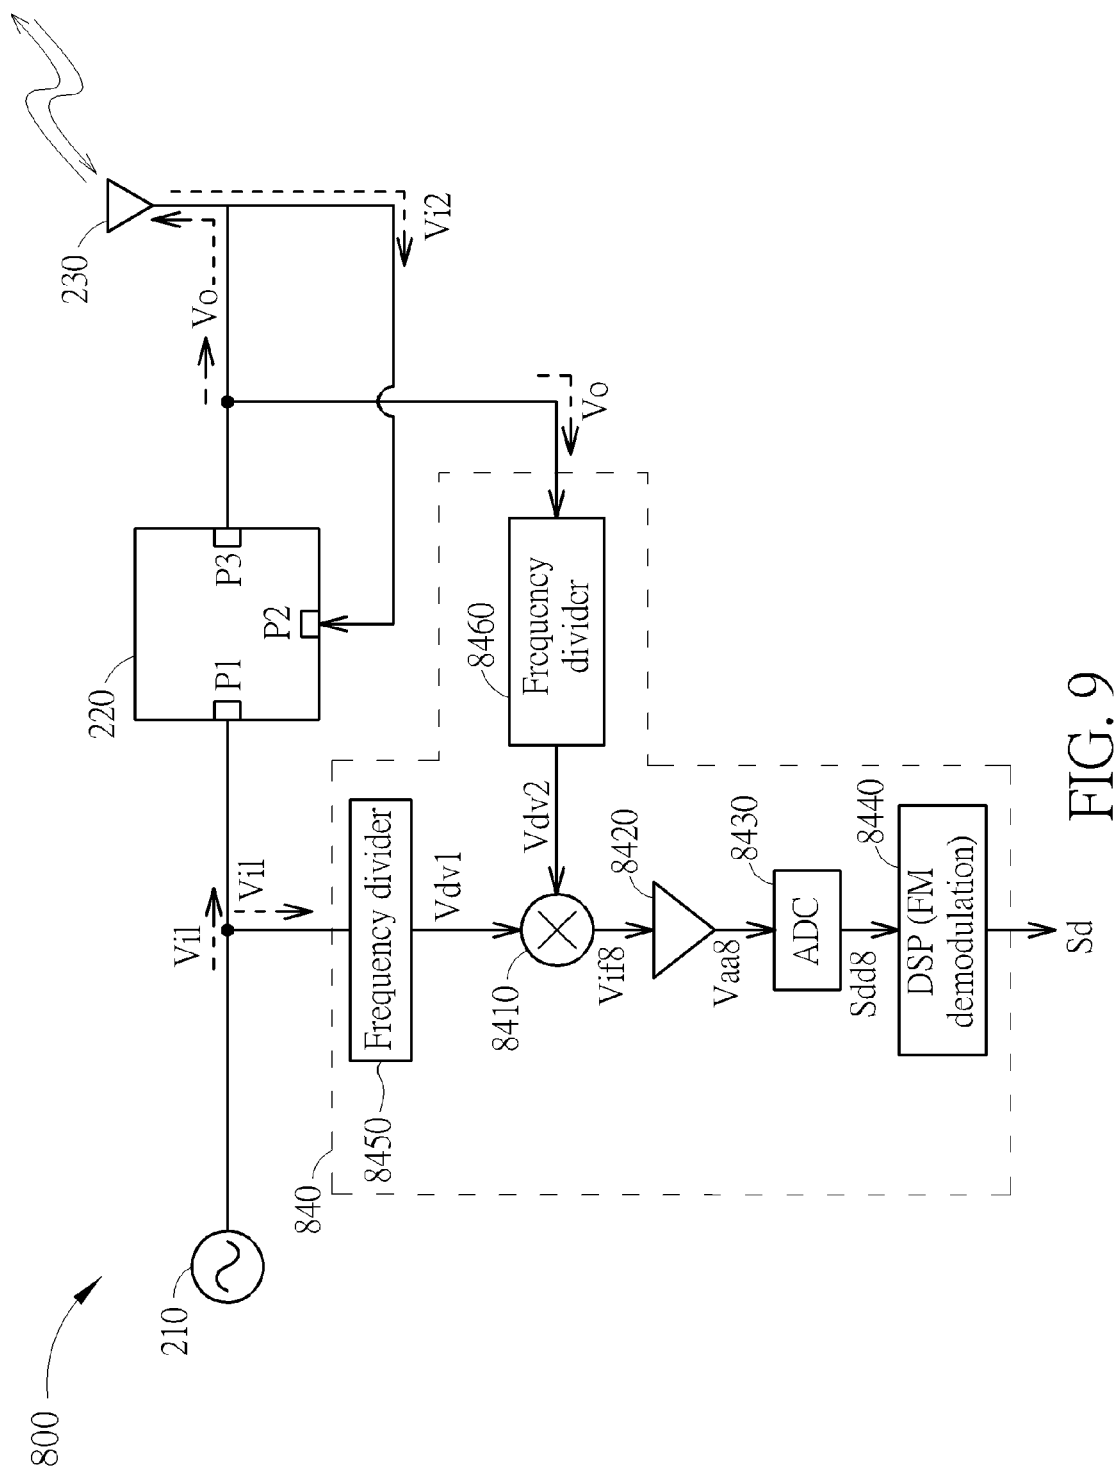 800
210
Vi1
Vi1
220
P1
P2
P3
Vo
230
Vi2
Vo
840
8450
Frequency divider
Vdv1
8460
Frequency
divider
Vdv2
8410
Vif8
8420
Vaa8
8430
ADC
Sdd8
8440
DSP (FM
demodulation)
Sd
FIG. 9